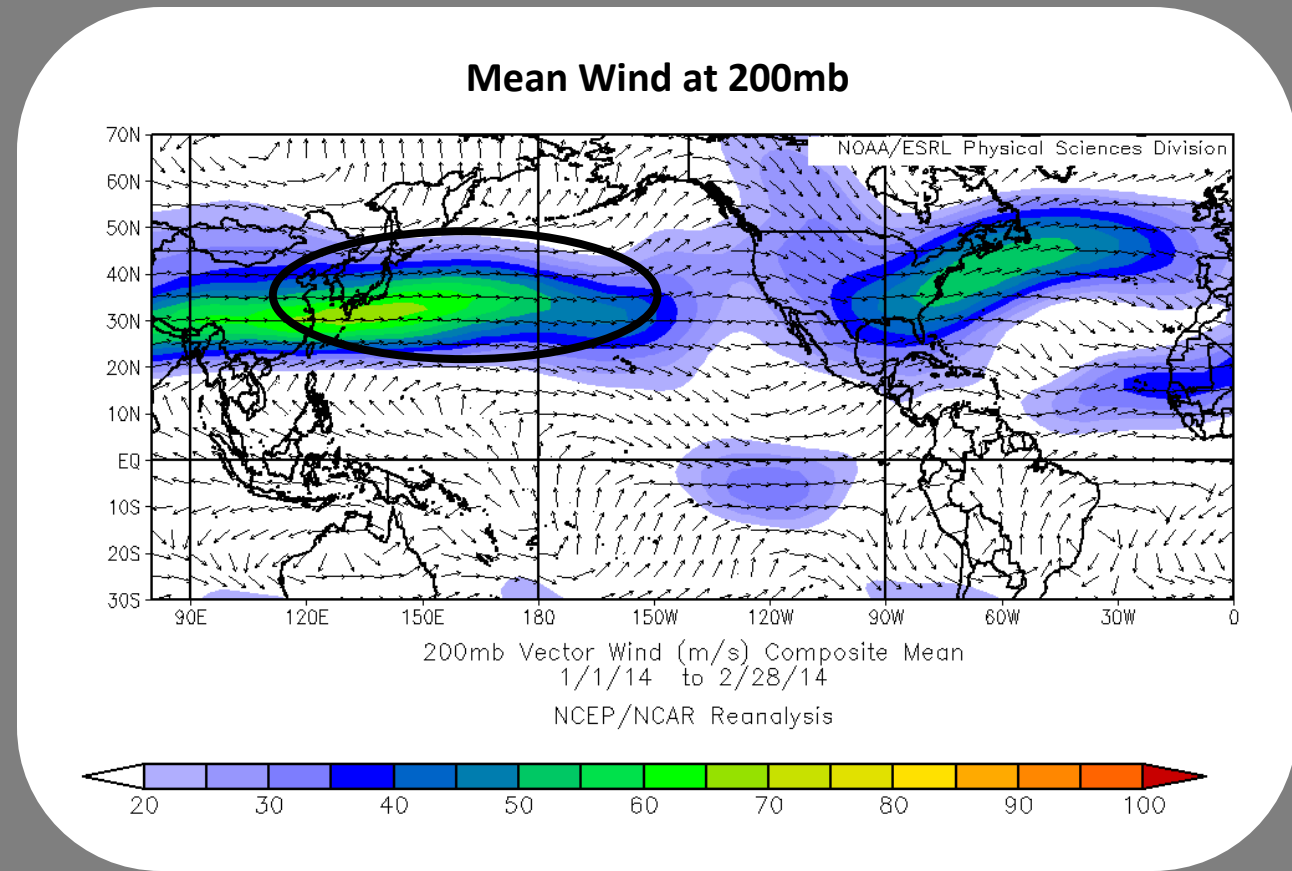 Mean Wind at 200mb
NOAA/ESRL Physical Sciences Division
70N
60N
50N
40N
30N
20N
10N
EQ
10S
20S
30S
90E 120E 150E 180 150W 120W 90W 60W 30W 0
200mb Vector Wind (m/s) Composite Mean
1/1/14 to 2/28/14
NCEP/NCAR Reanalysis
20 30 40 50 60 70 80 90 100